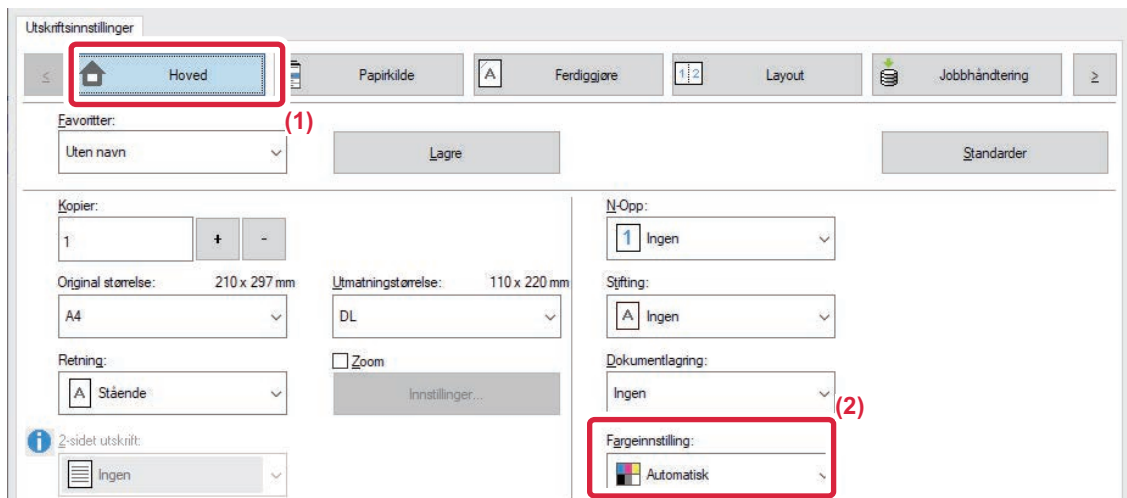 Utskriftsinnstillinger
< Hoved Papirkilde A Ferdiggjøre 1 2 Layout Jobbhåndtering >
(1)
Favoritter:
Uten navn Lagre Standarder
Kopier: N-Opp:
1 + - 1 Ingen
Original størrelse: 210 x 297 mm Utmatningstørrelse: 110 x 220 mm Stifting:
A4 DL A Ingen
Retning: Zoom Dokumentlagring:
A Stående Innstillinger... Ingen
(2)
i 2-sidet utskrift: Fargeinnstilling:
Ingen Automatisk